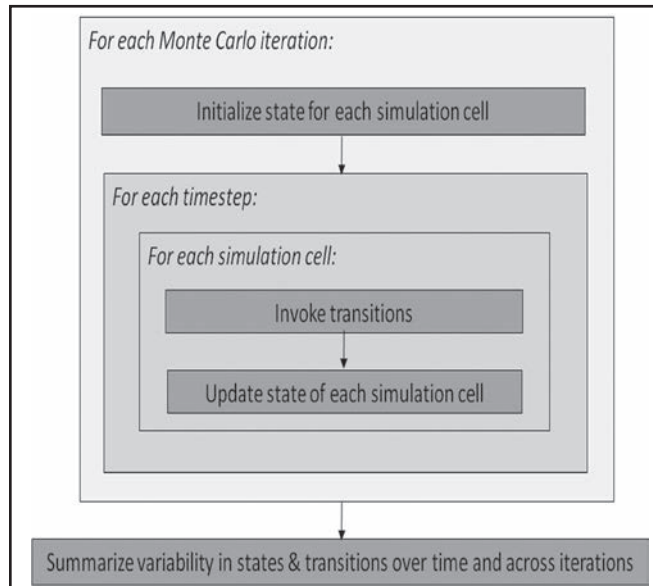 For each Monte Carlo iteration:
Initialize state for each simulation cell
For each timestep:
For each simulation cell:
Invoke transitions
Update state of each simulation cell
Summarize variability in states & transitions over time and across iterations